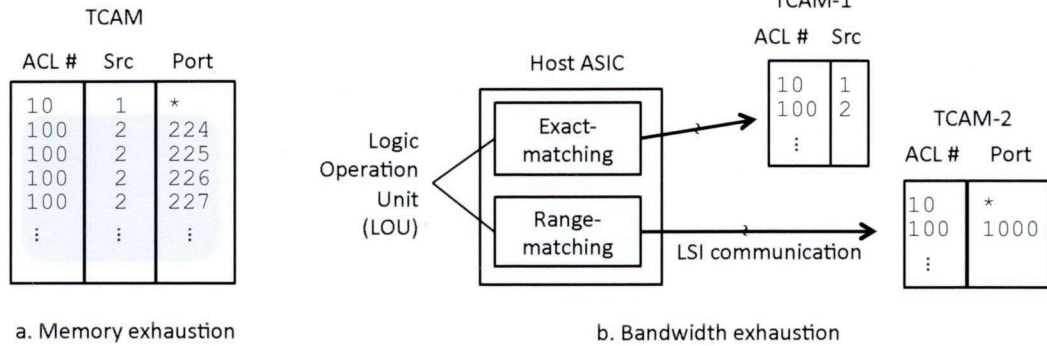 TCAM
ACL # Src Port
10 1 *
100 2 224
100 2 225
100 2 226
100 2 227
⋮ ⋮ ⋮
a. Memory exhaustion
Logic
Operation
Unit
(LOU)
Host ASIC
Exact-
matching
Range-
matching
LSI communication
TCAM-1
ACL # Src
10 1
100 2
⋮
TCAM-2
ACL # Port
10 *
100 1000
⋮
b. Bandwidth exhaustion